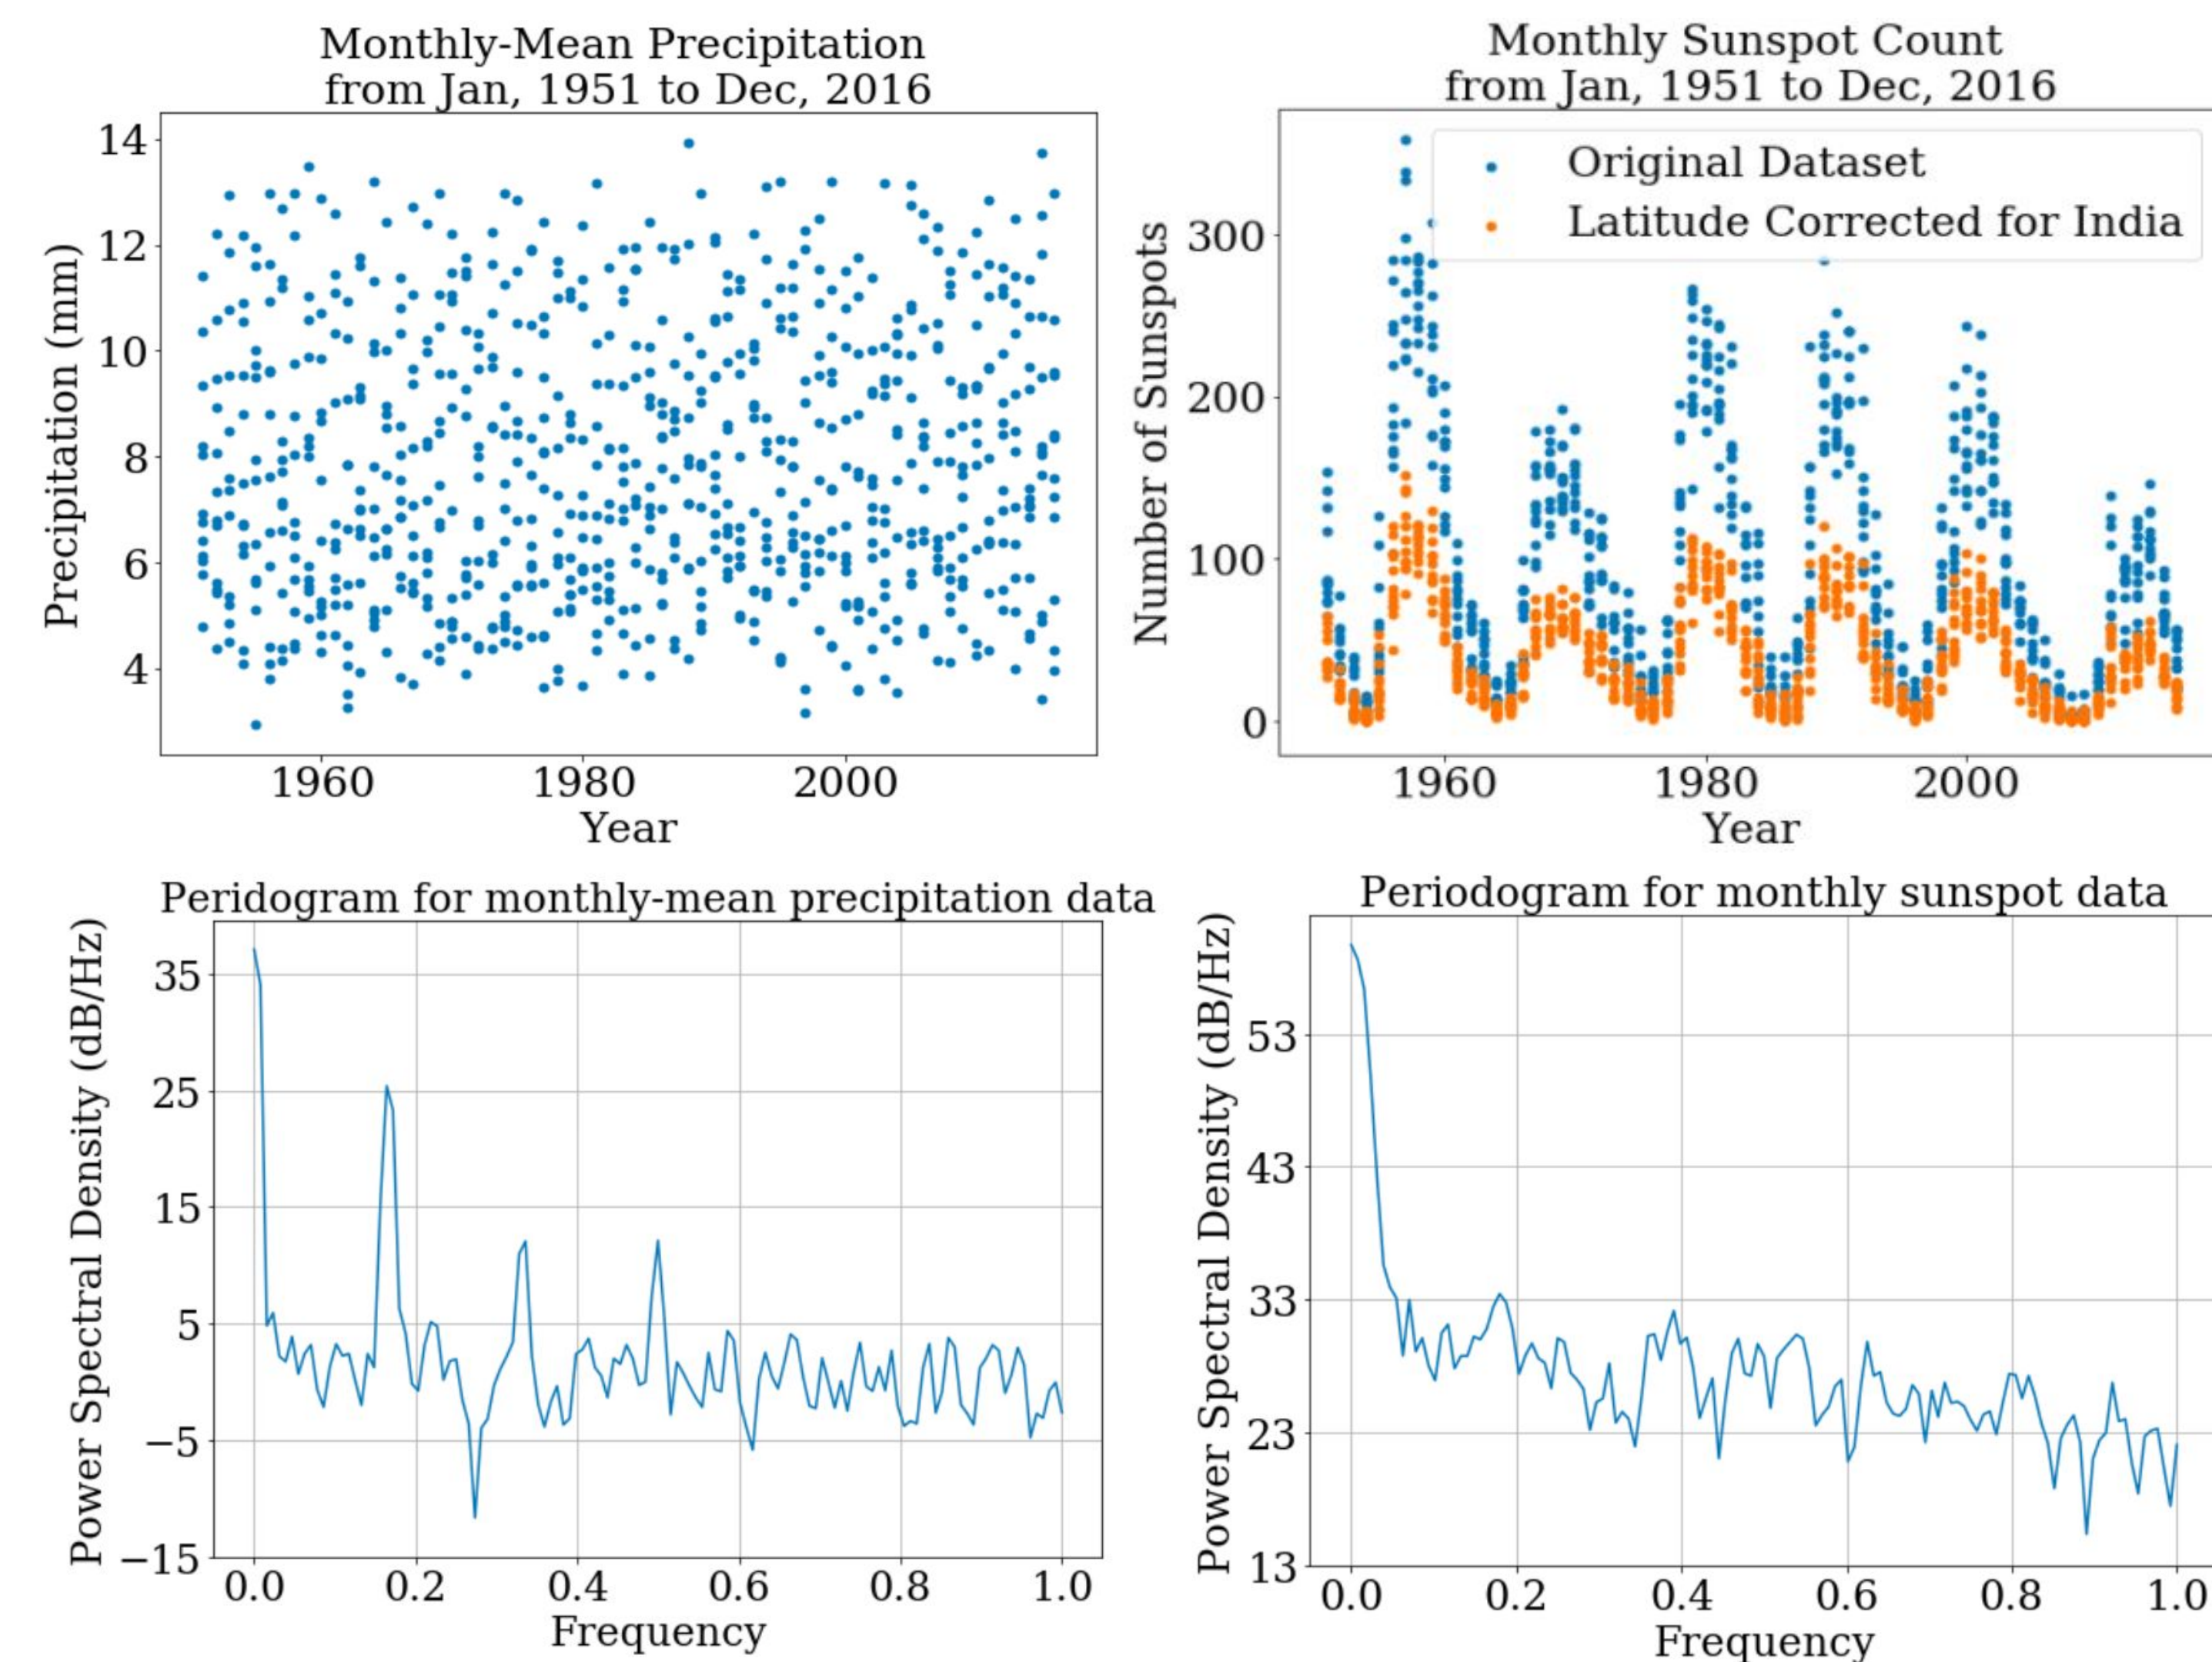 Monthly-Mean Precipitation
from Jan, 1951 to Dec, 2016
14
12
10
8
6
4
Precipitation (mm)
1960
1980
2000
Year
Monthly Sunspot Count
from Jan, 1951 to Dec, 2016
Original Dataset
Latitude Corrected for India
300
200
100
0
Number of Sunspots
1960
1980
2000
Year
Peridogram for monthly-mean precipitation data
35
25
15
5
−5
−15
Power Spectral Density (dB/Hz)
0.0
0.2
0.4
0.6
0.8
1.0
Frequency
Periodogram for monthly sunspot data
53
43
33
23
13
Power Spectral Density (dB/Hz)
0.0
0.2
0.4
0.6
0.8
1.0
Frequency